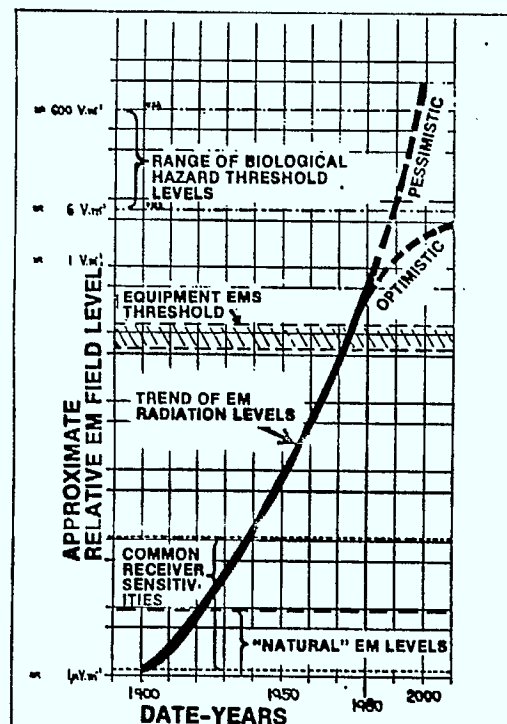 ≈ 600 V.m⁻¹
RANGE OF BIOLOGICAL
HAZARD THRESHOLD
LEVELS
≈ 6 V.m⁻¹
≈ 1 V.m⁻¹
PESSIMISTIC
OPTIMISTIC
EQUIPMENT EMS
THRESHOLD
APPROXIMATE
RELATIVE EM FIELD LEVEL
TREND OF EM
RADIATION LEVELS
COMMON
RECEIVER
SENSITIV-
ITIES
"NATURAL" EM LEVELS
≈ 1μV.m⁻¹
1900
1950
1980
2000
DATE-YEARS